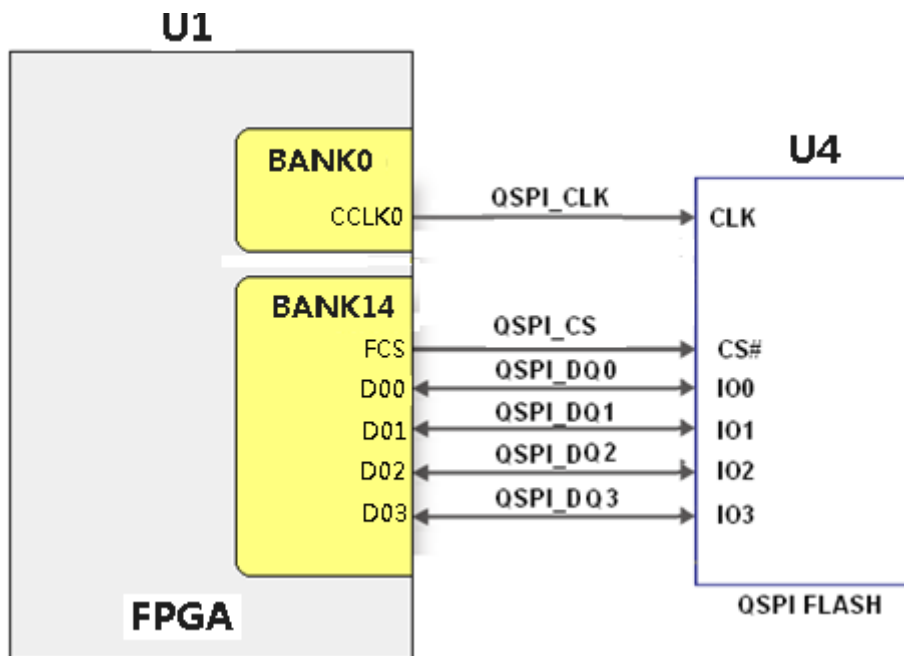 U1
U4
BANK0
CCLK0
QSPI_CLK
CLK
BANK14
FCS
QSPI_CS
CS#
D00
QSPI_DQ0
IO0
D01
QSPI_DQ1
IO1
D02
QSPI_DQ2
IO2
D03
QSPI_DQ3
IO3
FPGA
QSPI FLASH